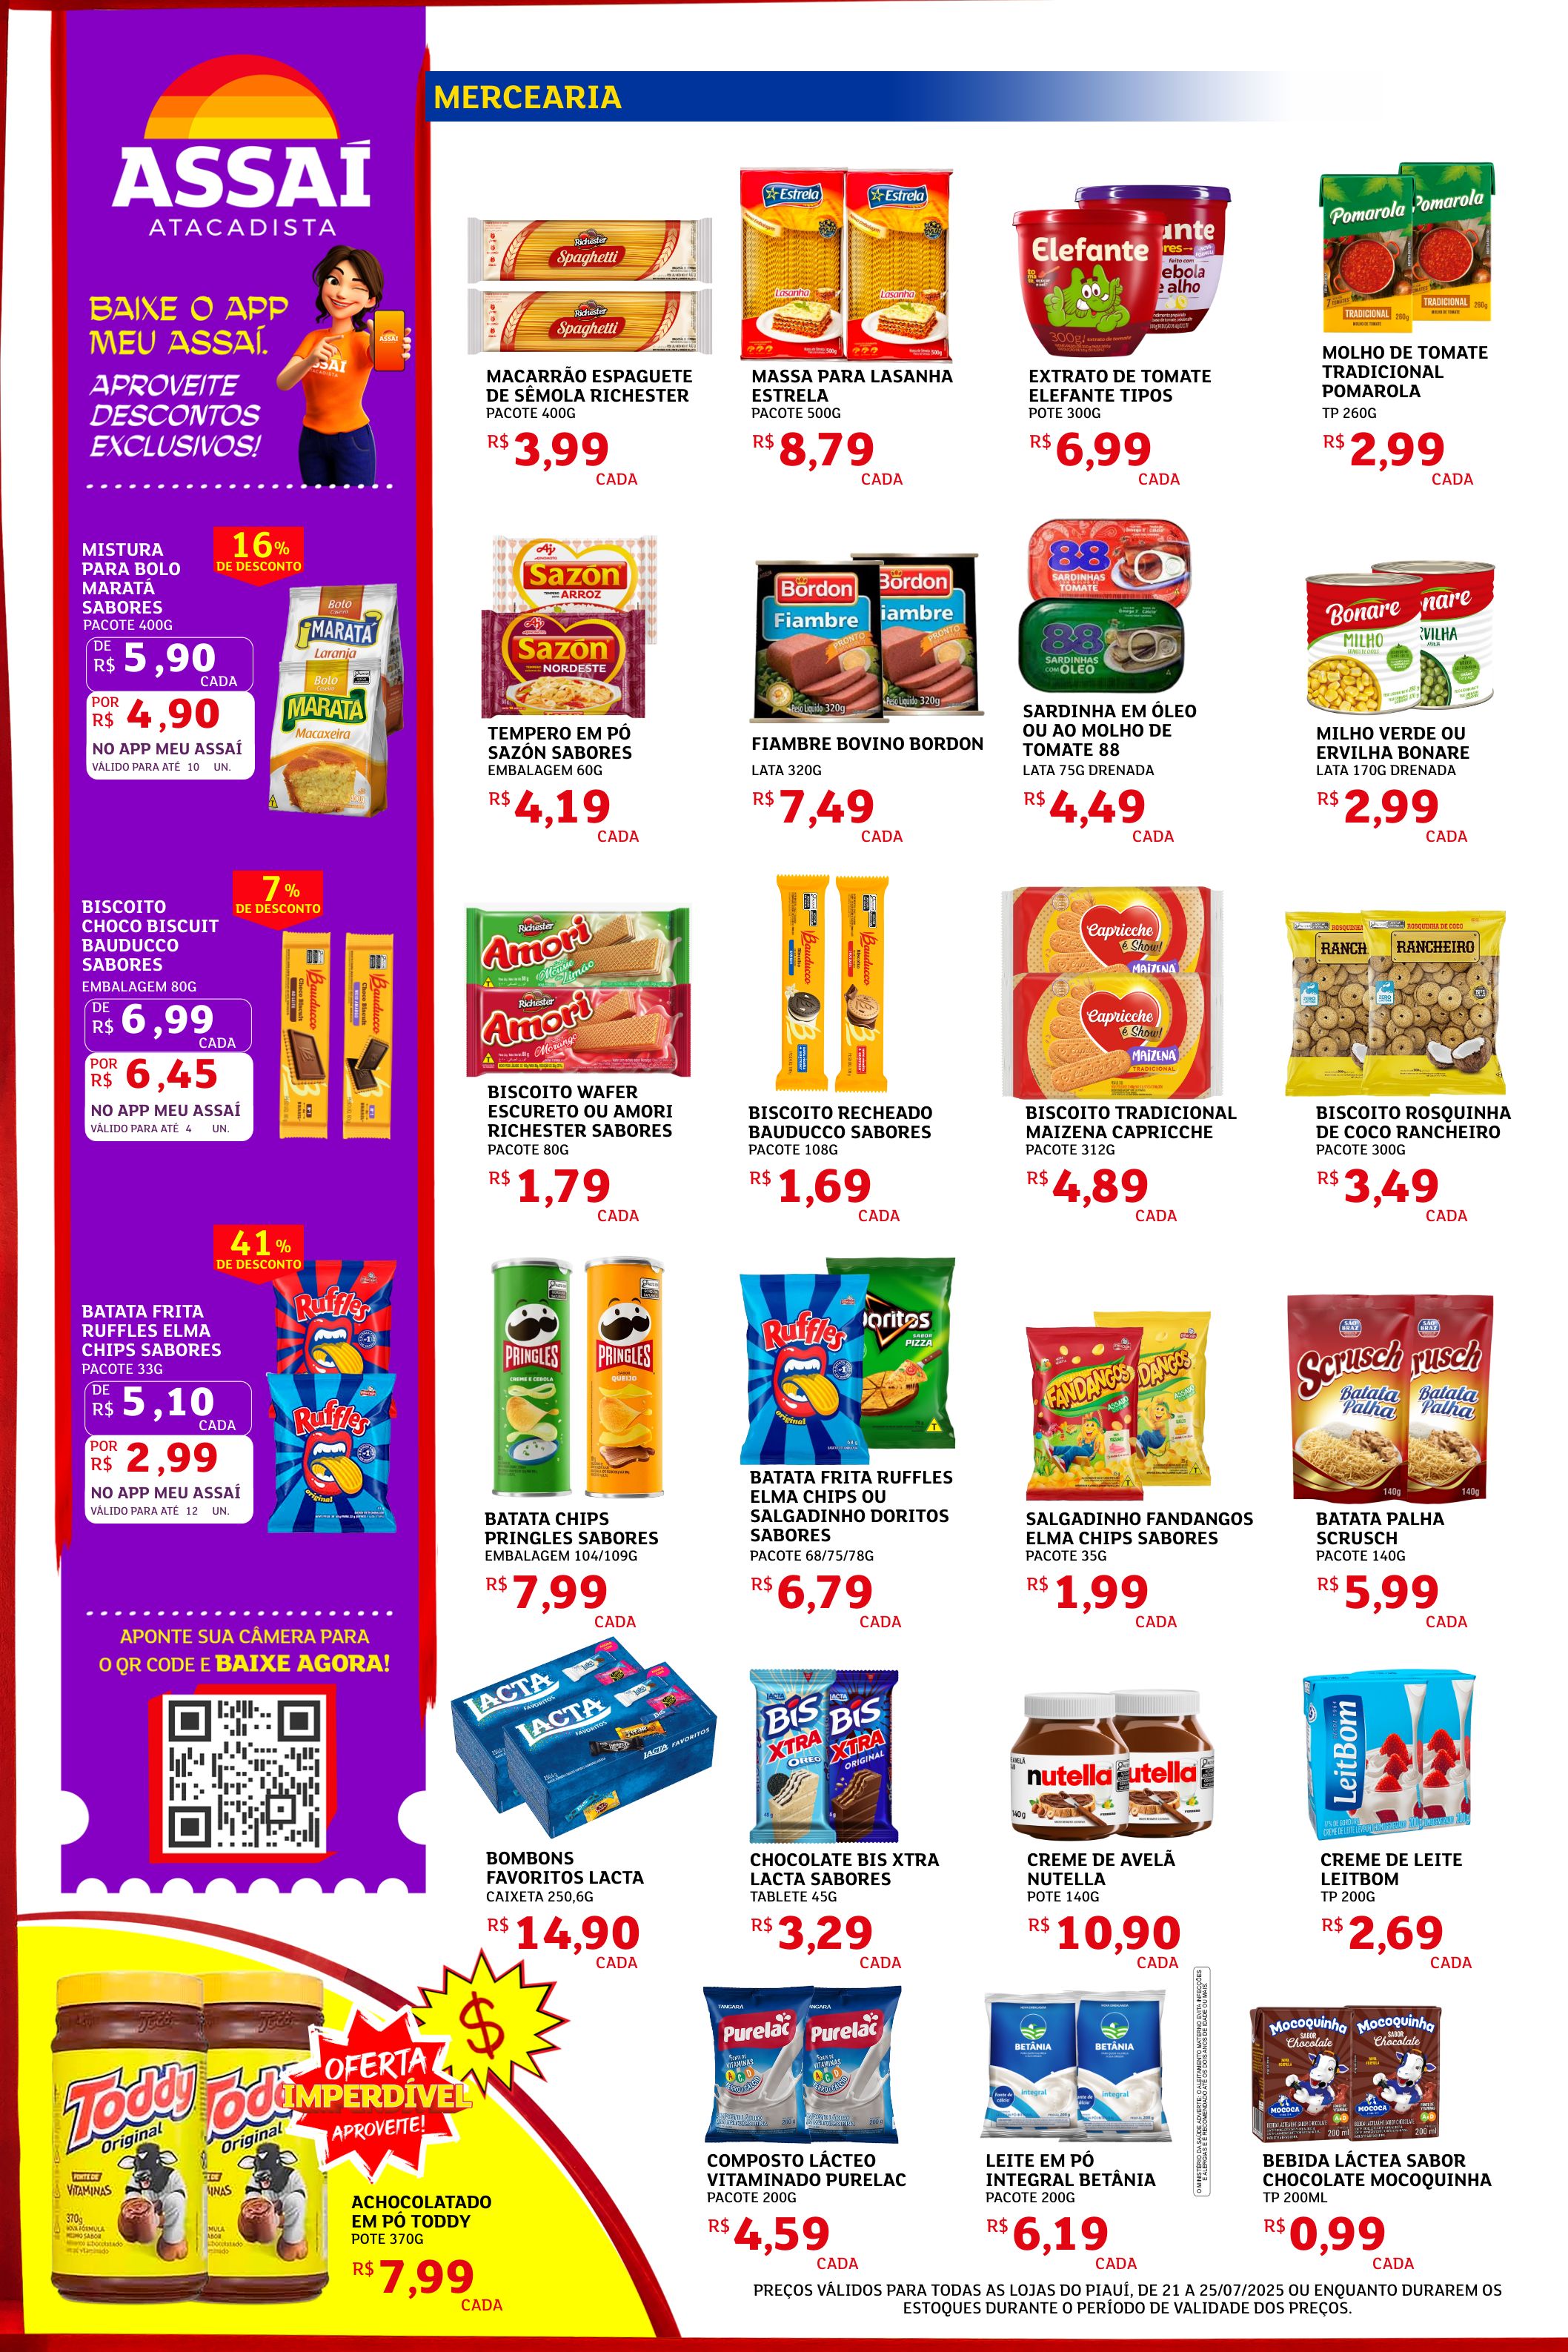 ASSAÍ
ATACADISTA
BAIXE O APP
MEU ASSAÍ.
APROVEITE
DESCONTOS
EXCLUSIVOS!
MISTURA
PARA BOLO
MARATÁ
SABORES
PACOTE 400G
16%
DE DESCONTO
DE
R$ 5,90
CADA
POR
R$ 4,90
NO APP MEU ASSAÍ
VÁLIDO PARA ATÉ 10 UN.
BISCOITO
CHOCO BISCUIT
BAUDUCCO
SABORES
EMBALAGEM 80G
7%
DE DESCONTO
DE
R$ 6,99
CADA
POR
R$ 6,45
NO APP MEU ASSAÍ
VÁLIDO PARA ATÉ 4 UN.
41%
DE DESCONTO
BATATA FRITA
RUFFLES ELMA
CHIPS SABORES
PACOTE 33G
DE
R$ 5,10
CADA
POR
R$ 2,99
NO APP MEU ASSAÍ
VÁLIDO PARA ATÉ 12 UN.
APONTE SUA CÂMERA PARA
O QR CODE E BAIXE AGORA!
MERCEARIA
MACARRÃO ESPAGUETE
DE SÊMOLA RICHESTER
PACOTE 400G
R$ 3,99
CADA
MASSA PARA LASANHA
ESTRELA
PACOTE 500G
R$ 8,79
CADA
EXTRATO DE TOMATE
ELEFANTE TIPOS
POTE 300G
R$ 6,99
CADA
MOLHO DE TOMATE
TRADICIONAL
POMAROLA
TP 260G
R$ 2,99
CADA
TEMPERO EM PÓ
SAZÓN SABORES
EMBALAGEM 60G
R$ 4,19
CADA
FIAMBRE BOVINO BORDON
LATA 320G
R$ 7,49
CADA
SARDINHA EM ÓLEO
OU AO MOLHO DE
TOMATE 88
LATA 75G DRENADA
R$ 4,49
CADA
MILHO VERDE OU
ERVILHA BONARE
LATA 170G DRENADA
R$ 2,99
CADA
BISCOITO WAFER
ESCURETO OU AMORI
RICHESTER SABORES
PACOTE 80G
R$ 1,79
CADA
BISCOITO RECHEADO
BAUDUCCO SABORES
PACOTE 108G
R$ 1,69
CADA
BISCOITO TRADICIONAL
MAIZENA CAPRICCHE
PACOTE 312G
R$ 4,89
CADA
BISCOITO ROSQUINHA
DE COCO RANCHEIRO
PACOTE 300G
R$ 3,49
CADA
BATATA CHIPS
PRINGLES SABORES
EMBALAGEM 104/109G
R$ 7,99
CADA
BATATA FRITA RUFFLES
ELMA CHIPS OU
SALGADINHO DORITOS
SABORES
PACOTE 68/75/78G
R$ 6,79
CADA
SALGADINHO FANDANGOS
ELMA CHIPS SABORES
PACOTE 35G
R$ 1,99
CADA
BATATA PALHA
SCRUSCH
PACOTE 140G
R$ 5,99
CADA
BOMBONS
FAVORITOS LACTA
CAIXETA 250,6G
R$ 14,90
CADA
CHOCOLATE BIS XTRA
LACTA SABORES
TABLETE 45G
R$ 3,29
CADA
CREME DE AVELÃ
NUTELLA
POTE 140G
R$ 10,90
CADA
CREME DE LEITE
LEITBOM
TP 200G
R$ 2,69
CADA
OFERTA
IMPERDÍVEL
APROVEITE!
$
ACHOCOLATADO
EM PÓ TODDY
POTE 370G
R$ 7,99
CADA
COMPOSTO LÁCTEO
VITAMINADO PURELAC
PACOTE 200G
R$ 4,59
CADA
LEITE EM PÓ
INTEGRAL BETÂNIA
PACOTE 200G
R$ 6,19
CADA
O MINISTÉRIO DA SAÚDE ADVERTE: O ALEITAMENTO MATERNO EVITA INFECÇÕES
E ALERGIAS E É RECOMENDADO ATÉ OS DOIS ANOS DE IDADE OU MAIS.
BEBIDA LÁCTEA SABOR
CHOCOLATE MOCOQUINHA
TP 200ML
R$ 0,99
CADA
PREÇOS VÁLIDOS PARA TODAS AS LOJAS DO PIAUÍ, DE 21 A 25/07/2025 OU ENQUANTO DURAREM OS
ESTOQUES DURANTE O PERÍODO DE VALIDADE DOS PREÇOS.